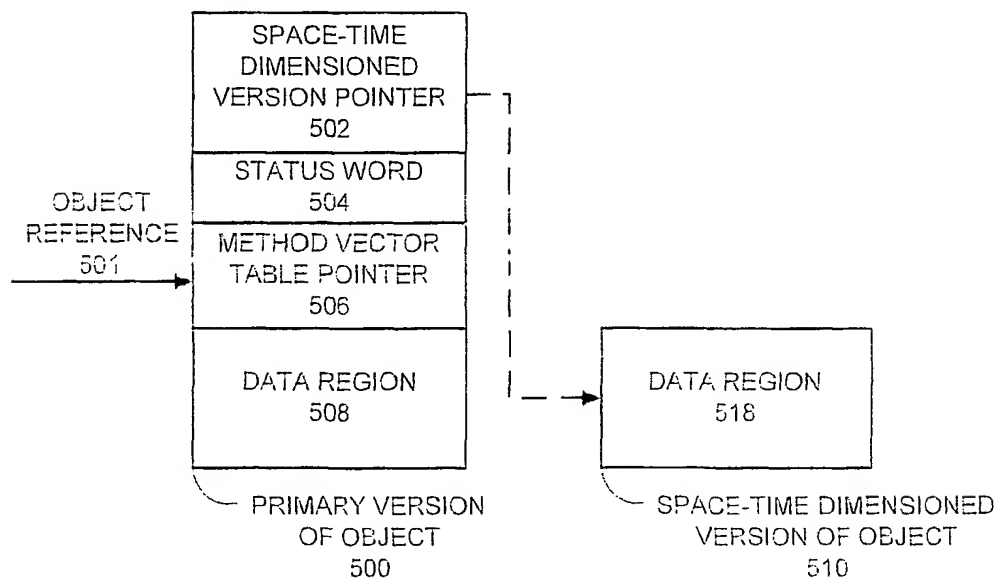 SPACE-TIME
DIMENSIONED
VERSION POINTER
502
STATUS WORD
504
OBJECT
REFERENCE
501
METHOD VECTOR
TABLE POINTER
506
DATA REGION
508
DATA REGION
518
PRIMARY VERSION
OF OBJECT
500
SPACE-TIME DIMENSIONED
VERSION OF OBJECT
510